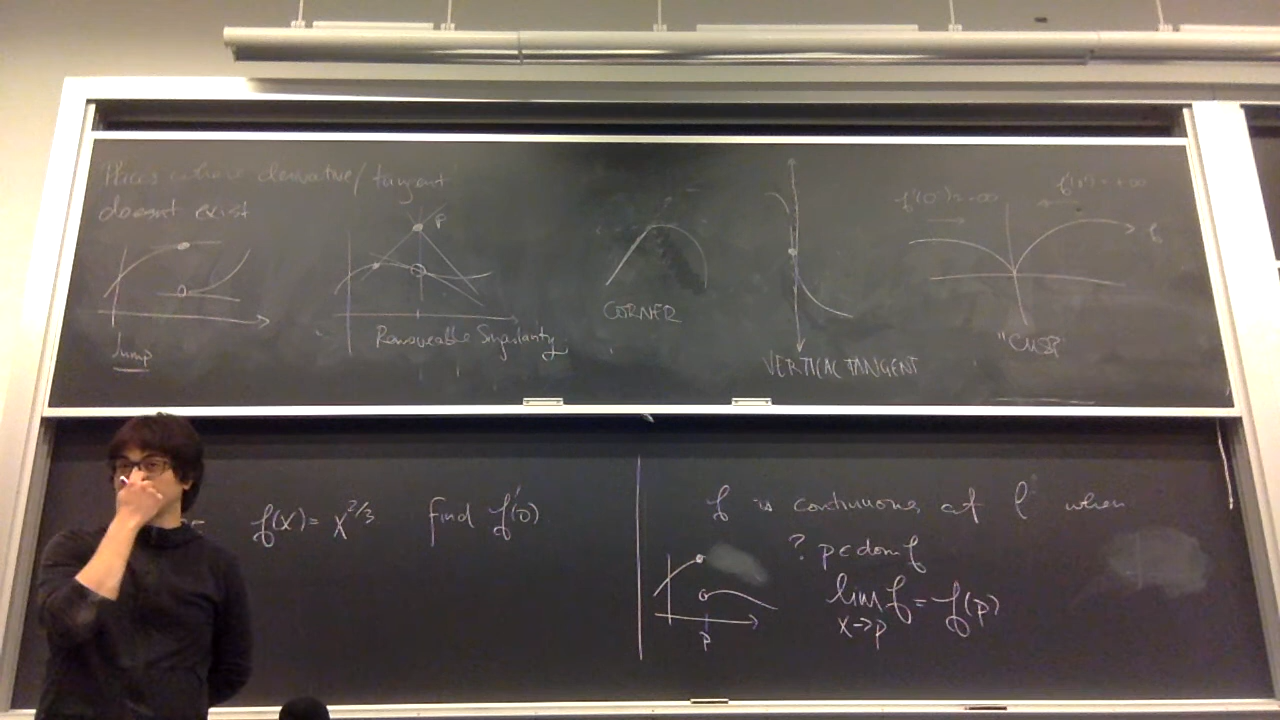 Places where derivative/tangent
doesn't exist
Jump
P
Removeable Singularity
CORNER
VERTICAL TANGENT
f'(0⁻)=-∞
f'(0⁺)=+∞
f
"CUSP"
f(x)=x^{2/3} find f'(0)
f is continuous at p when
? p∈dom f
lim f = f(p)
x→p
p